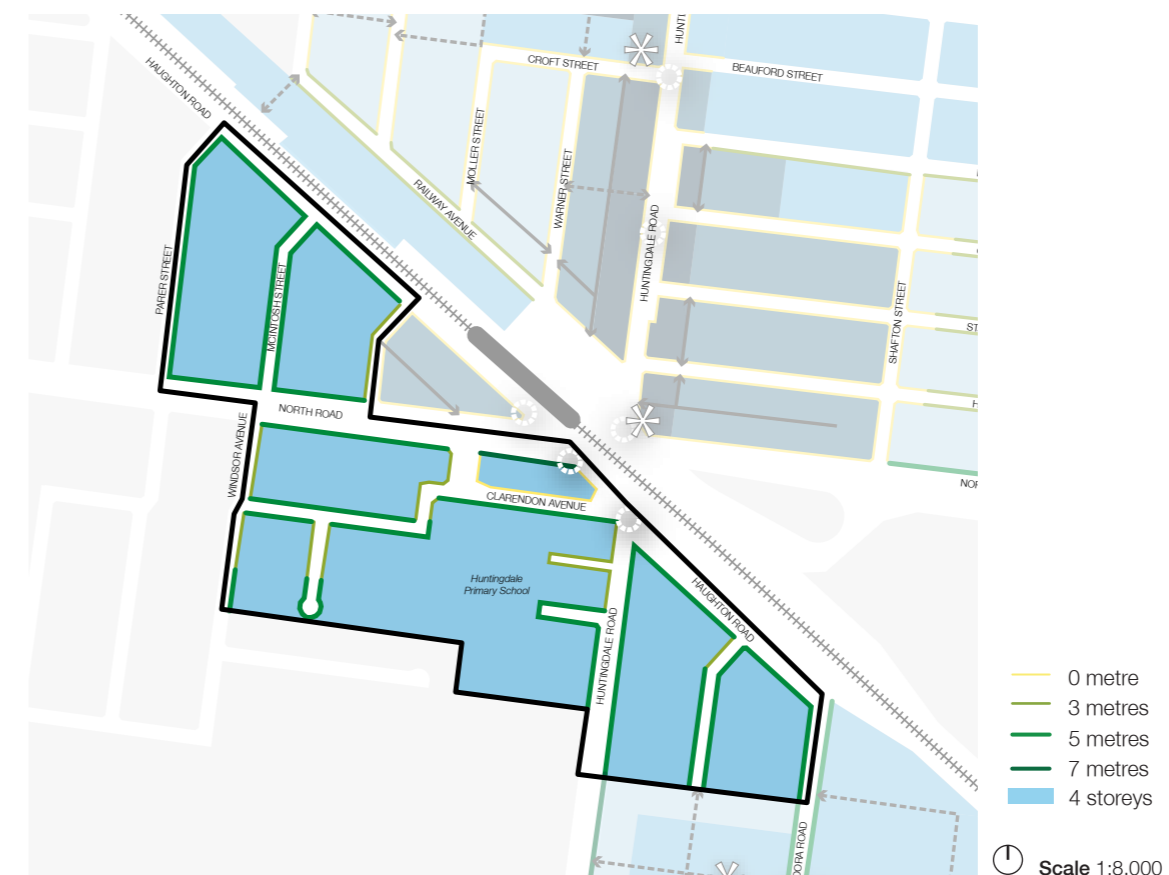 HAUGHTON ROAD
CROFT STREET
BEAUFORD STREET
MOLLER STREET
RAILWAY AVENUE
WARNER STREET
HUNTINGDALE ROAD
SHAFTON STREET
PARER STREET
MCINTOSH STREET
NORTH ROAD
WINDSOR AVENUE
CLARENDON AVENUE
Huntingdale
Primary School
HUNTINGDALE ROAD
HAUGHTON ROAD
0 metre
3 metres
5 metres
7 metres
4 storeys
Scale 1:8,000